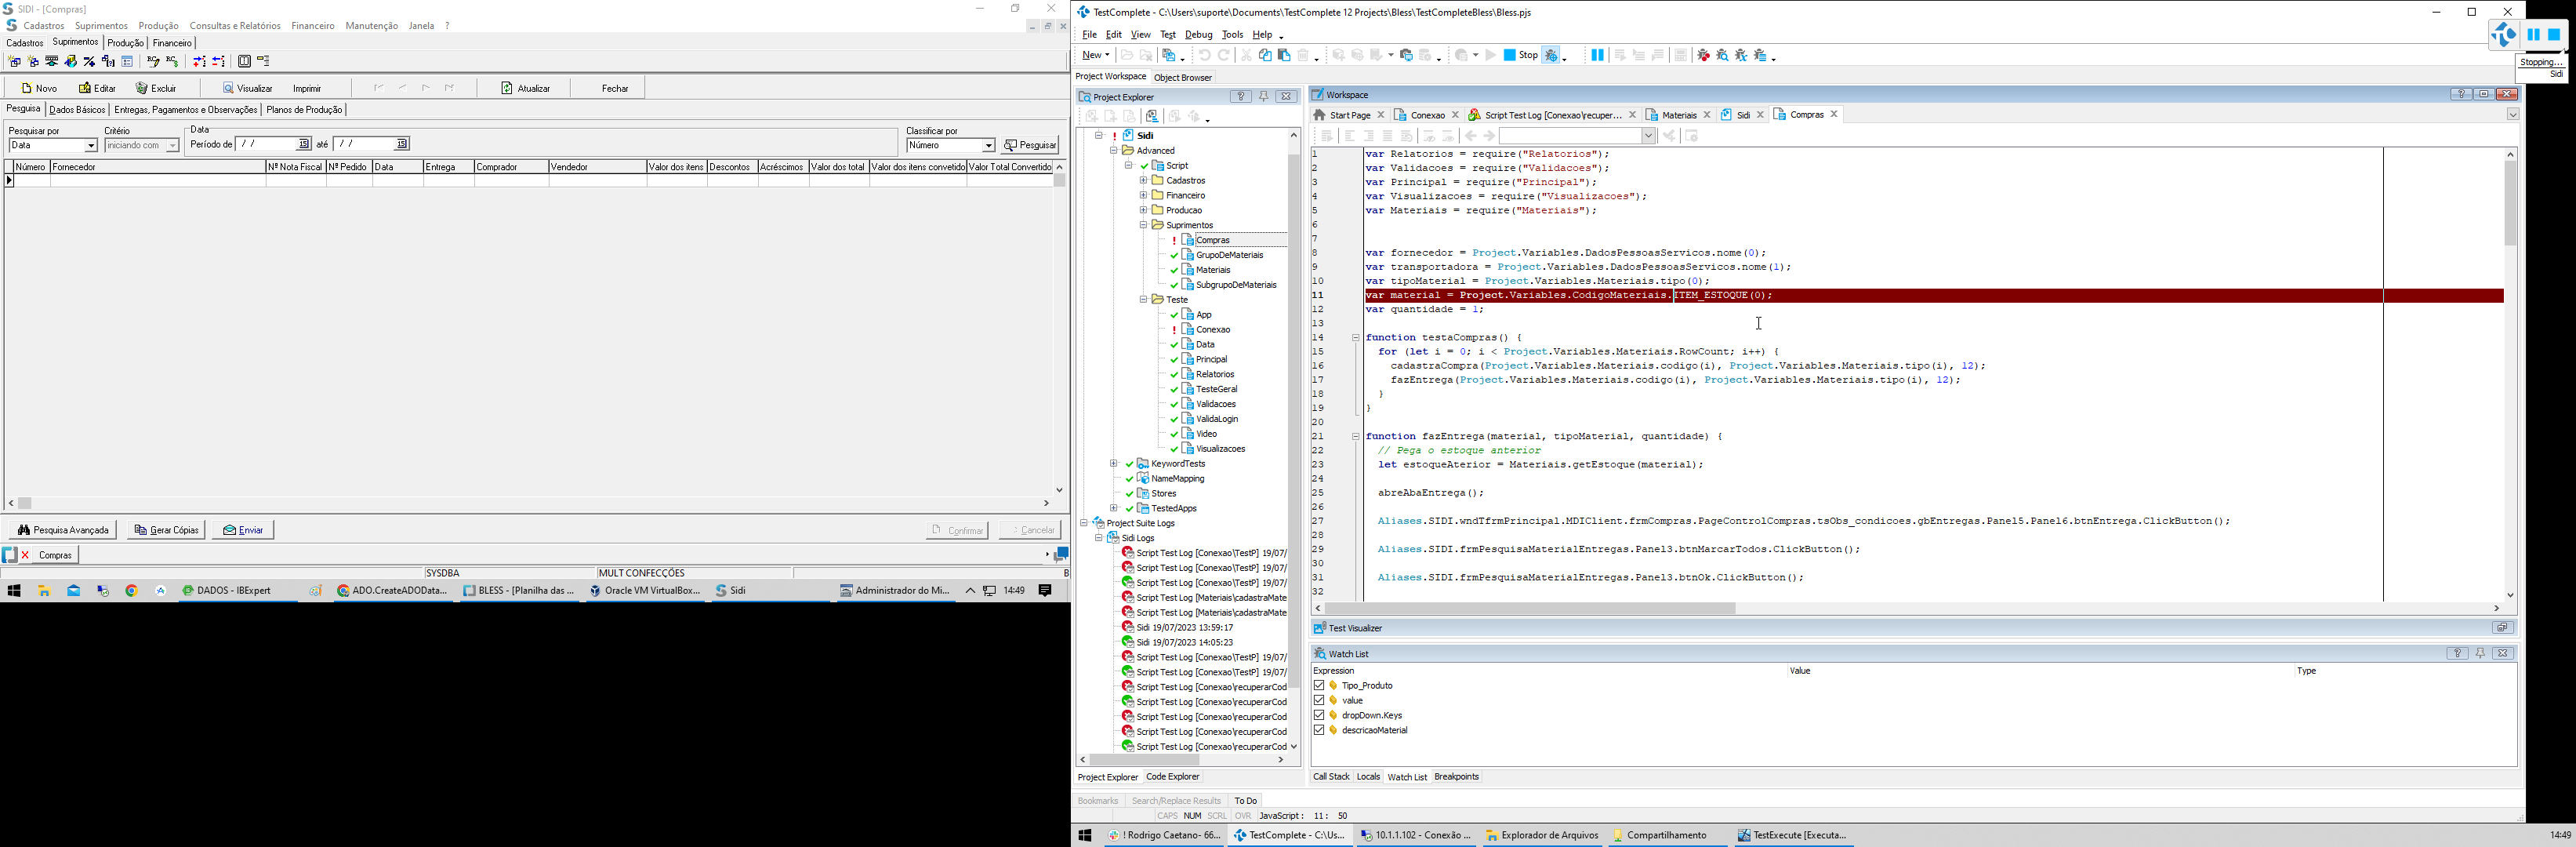 SIDI - [Compras]
Cadastros Suprimentos Produção Consultas e Relatórios Financeiro Manutenção Janela ?
Cadastros Suprimentos Produção Financeiro
Novo Editar Excluir Visualizar Imprimir Atualizar Fechar
Pesquisa Dados Básicos Entregas, Pagamentos e Observações Planos de Produção
Pesquisar por Critério Data Classificar por
Data iniciando com Período de / / 15 até / / 15 Número Pesquisar
Número Fornecedor Nº Nota Fiscal Nº Pedido Data Entrega Comprador Vendedor Valor dos itens Descontos Acréscimos Valor dos total Valor dos itens convetido Valor Total Convertido
Pesquisa Avançada Gerar Cópias Enviar Confirmar Cancelar
Compras
SYSDBA MULT CONFECÇÕES B
DADOS - IBExpert ADO.CreateADOData... BLESS - [Planilha das ... Oracle VM VirtualBox... Sidi Administrador do Mi... 14:49
TestComplete - C:\Users\suporte\Documents\TestComplete 12 Projects\Bless\TestCompleteBless\Bless.pjs
File Edit View Test Debug Tools Help
New Stop
Stopping...
Sidi
Project Workspace Object Browser
Project Explorer
Sidi
Advanced
Script
Cadastros
Financeiro
Producao
Suprimentos
Compras
GrupoDeMateriais
Materiais
SubgrupoDeMateriais
Teste
App
Conexao
Data
Principal
Relatorios
TesteGeral
Validacoes
ValidaLogin
Video
Visualizacoes
KeywordTests
NameMapping
Stores
TestedApps
Project Suite Logs
Sidi Logs
Script Test Log [Conexao\TestP] 19/07/
Script Test Log [Conexao\TestP] 19/07/
Script Test Log [Conexao\TestP] 19/07/
Script Test Log [Materiais\cadastraMate
Script Test Log [Materiais\cadastraMate
Sidi 19/07/2023 13:59:17
Sidi 19/07/2023 14:05:23
Script Test Log [Conexao\TestP] 19/07/
Script Test Log [Conexao\TestP] 19/07/
Script Test Log [Conexao\recuperarCod
Script Test Log [Conexao\recuperarCod
Script Test Log [Conexao\recuperarCod
Script Test Log [Conexao\recuperarCod
Script Test Log [Conexao\recuperarCod
Project Explorer Code Explorer
Workspace
Start Page Conexao Script Test Log [Conexao\recuper... Materiais Sidi Compras
1 var Relatorios = require("Relatorios");
2 var Validacoes = require("Validacoes");
3 var Principal = require("Principal");
4 var Visualizacoes = require("Visualizacoes");
5 var Materiais = require("Materiais");
6
7
8 var fornecedor = Project.Variables.DadosPessoasServicos.nome(0);
9 var transportadora = Project.Variables.DadosPessoasServicos.nome(1);
10 var tipoMaterial = Project.Variables.Materiais.tipo(0);
11 var material = Project.Variables.CodigoMateriais.ITEM_ESTOQUE(0);
12 var quantidade = 1;
13
14 function testaCompras() {
15 for (let i = 0; i < Project.Variables.Materiais.RowCount; i++) {
16 cadastraCompra(Project.Variables.Materiais.codigo(i), Project.Variables.Materiais.tipo(i), 12);
17 fazEntrega(Project.Variables.Materiais.codigo(i), Project.Variables.Materiais.tipo(i), 12);
18 }
19 }
20
21 function fazEntrega(material, tipoMaterial, quantidade) {
22 // Pega o estoque anterior
23 let estoqueAterior = Materiais.getEstoque(material);
24
25 abreAbaEntrega();
26
27 Aliases.SIDI.wndTfrmPrincipal.MDIClient.frmCompras.PageControlCompras.tsObs_condicoes.gbEntregas.Panel5.Panel6.btnEntrega.ClickButton();
28
29 Aliases.SIDI.frmPesquisaMaterialEntregas.Panel3.btnMarcarTodos.ClickButton();
30
31 Aliases.SIDI.frmPesquisaMaterialEntregas.Panel3.btnOk.ClickButton();
32
Test Visualizer
Watch List
Expression Value Type
Tipo_Produto
value
dropDown.Keys
descricaoMaterial
Call Stack Locals Watch List Breakpoints
Bookmarks Search/Replace Results To Do
CAPS NUM SCRL OVR JavaScript : 11 : 50
! Rodrigo Caetano- 66... TestComplete - C:\Us... 10.1.1.102 - Conexão ... Explorador de Arquivos Compartilhamento TestExecute [Executa... 14:49